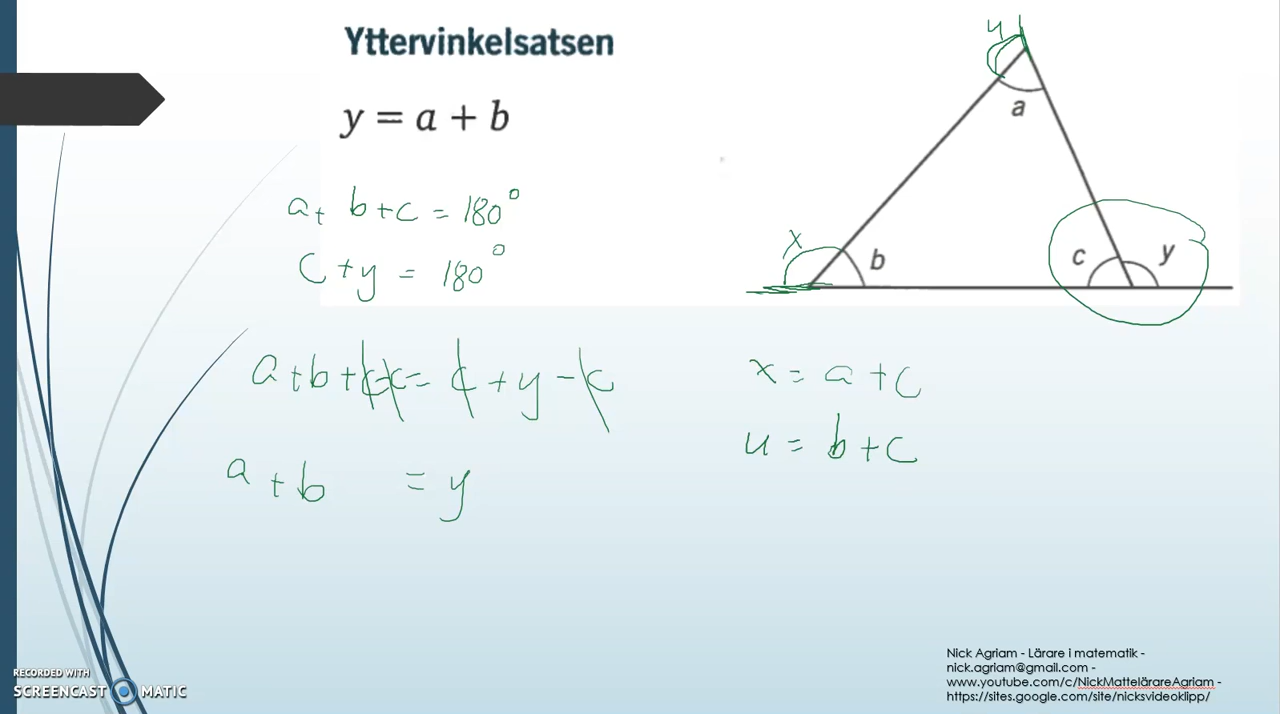 Yttervinkelsatsen
y = a + b
a + b + c = 180°
c + y = 180°
a + b + c - c = c + y - c
a + b = y
u
a
x
b
c
y
x = a + c
u = b + c
Nick Agriam - Lärare i matematik -
nick.agriam@gmail.com -
www.youtube.com/c/NickMattelärareAgriam -
https://sites.google.com/site/nicksvideoklipp/
RECORDED WITH
SCREENCAST MATIC